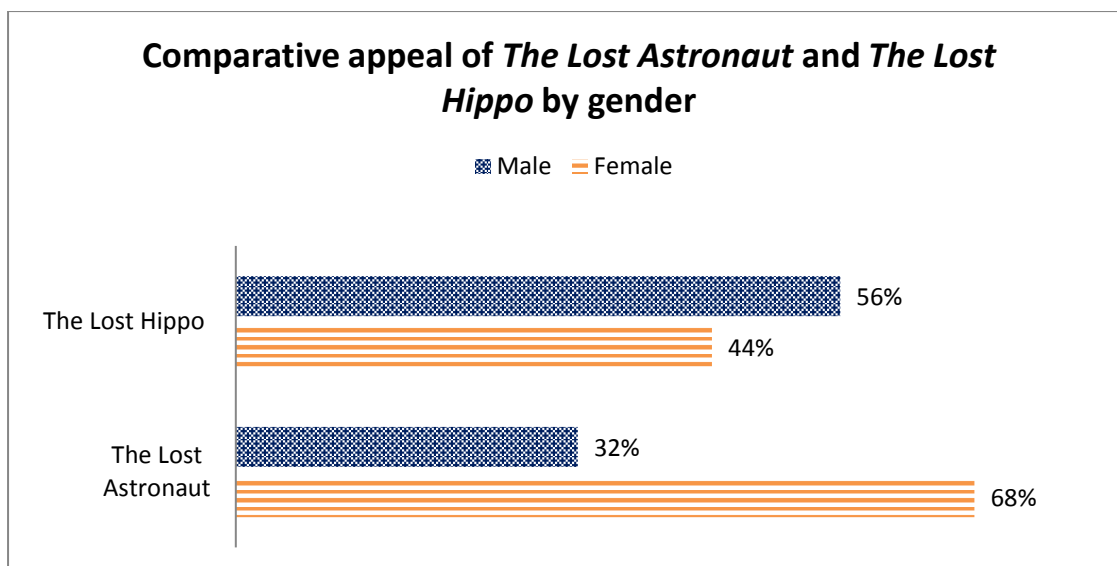 Comparative appeal of The Lost Astronaut and The Lost
Hippo by gender
Male Female
The Lost Hippo
56%
44%
The Lost
Astronaut
32%
68%